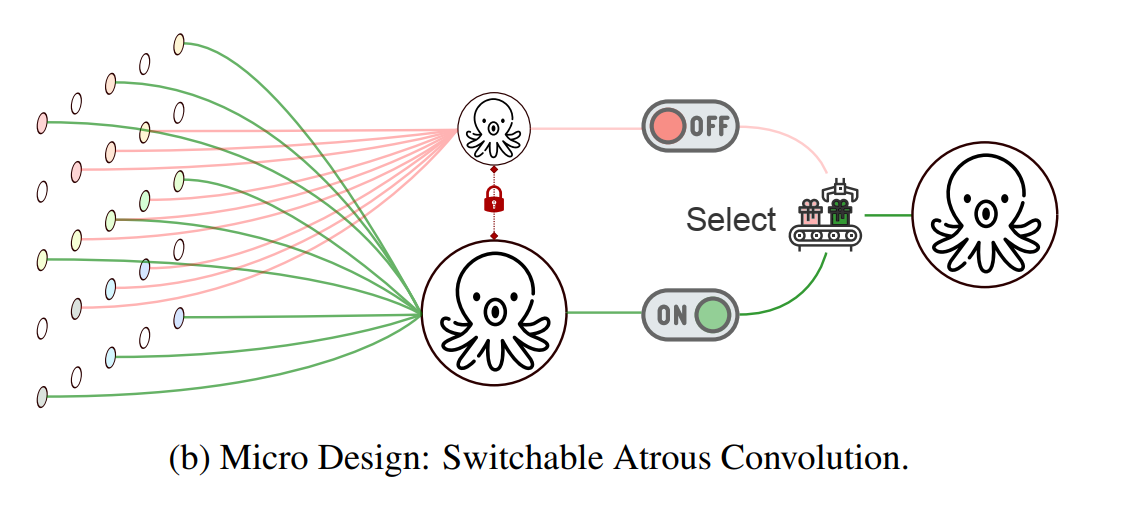 OFF
Select
ON
(b) Micro Design: Switchable Atrous Convolution.